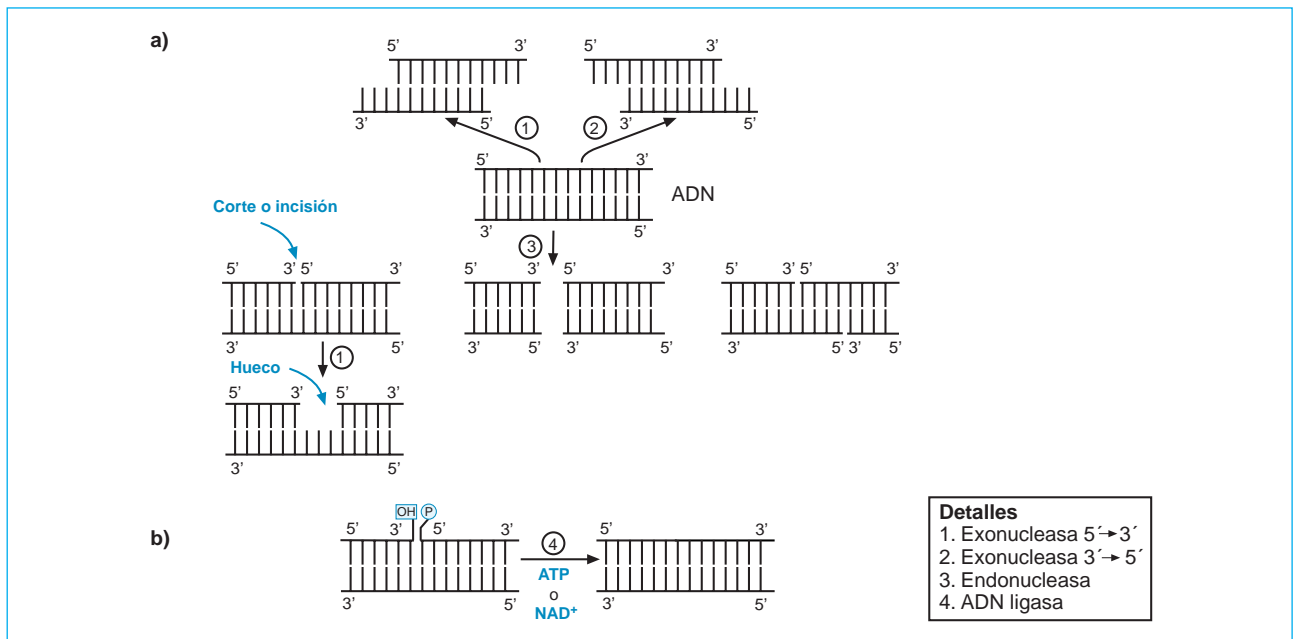 a)
5’ 3’ 5’ 3’
3’ 5’ 3’ 5’
1 2
5’ 3’
ADN
3’ 5’
Corte o incisión
3
5’ 3’ 5’ 3’ 5’ 3’ 5’ 3’ 5’ 3’ 5’ 3’
3’ 5’ 3’ 5’ 3’ 5’ 3’ 5’ 3’ 5’
1
Hueco
5’ 3’ 5’ 3’
3’ 5’
b)
OH P
5’ 3’ 5’ 3’ 5’ 3’
4
ATP
o
NAD+
3’ 5’ 3’ 5’
Detalles
1. Exonucleasa 5´→3´
2. Exonucleasa 3´→5´
3. Endonucleasa
4. ADN ligasa